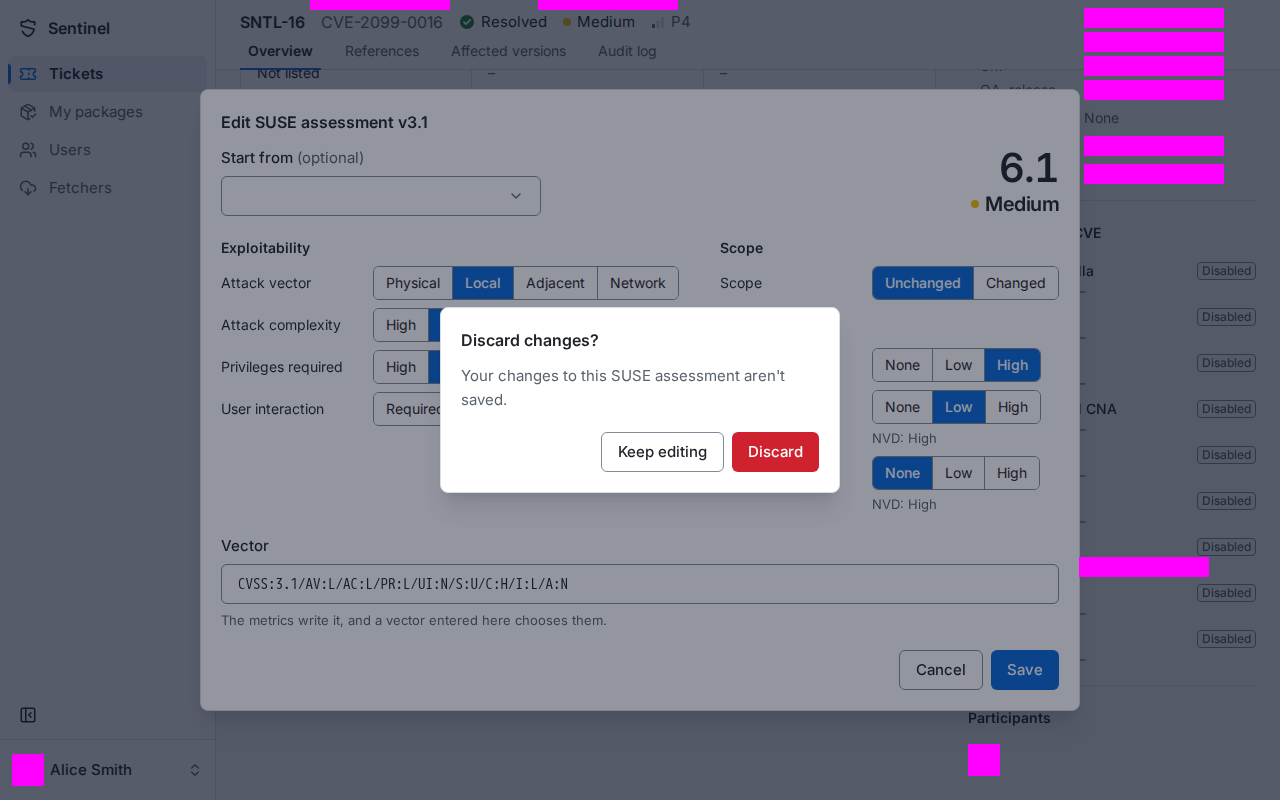 Sentinel
Tickets
My packages
Users
Fetchers
Alice Smith
SNTL-16 CVE-2099-0016 Resolved Medium P4
Overview References Affected versions Audit log
Not listed – –
None
Edit SUSE assessment v3.1
Start from (optional)
6.1
Medium
Exploitability
Scope
Attack vector Physical Local Adjacent Network
Scope Unchanged Changed
Attack complexity High
Privileges required High
None Low High
User interaction Required
None Low High
NVD: High
None Low High
NVD: High
Discard changes?
Your changes to this SUSE assessment aren't
saved.
Keep editing Discard
Vector
CVSS:3.1/AV:L/AC:L/PR:L/UI:N/S:U/C:H/I:L/A:N
The metrics write it, and a vector entered here chooses them.
Cancel Save
Disabled
Disabled
Disabled
CNA Disabled
Disabled
Disabled
Disabled
Disabled
Disabled
Participants